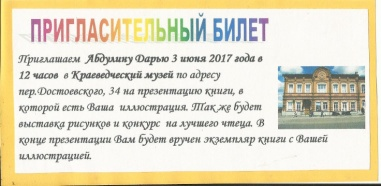 ПРИГЛАСИТЕЛЬНЫЙ БИЛЕТ
Приглашаем Абдулину Дарью 3 июня 2017 года в
12 часов в Краеведческий музей по адресу
пер.Достоевского, 34 на презентацию книги, в
которой есть Ваша иллюстрация. Так же будет
выставка рисунков и конкурс на лучшего чтеца. В
конце презентации Вам будет вручен экземпляр книги с Вашей
иллюстрацией.